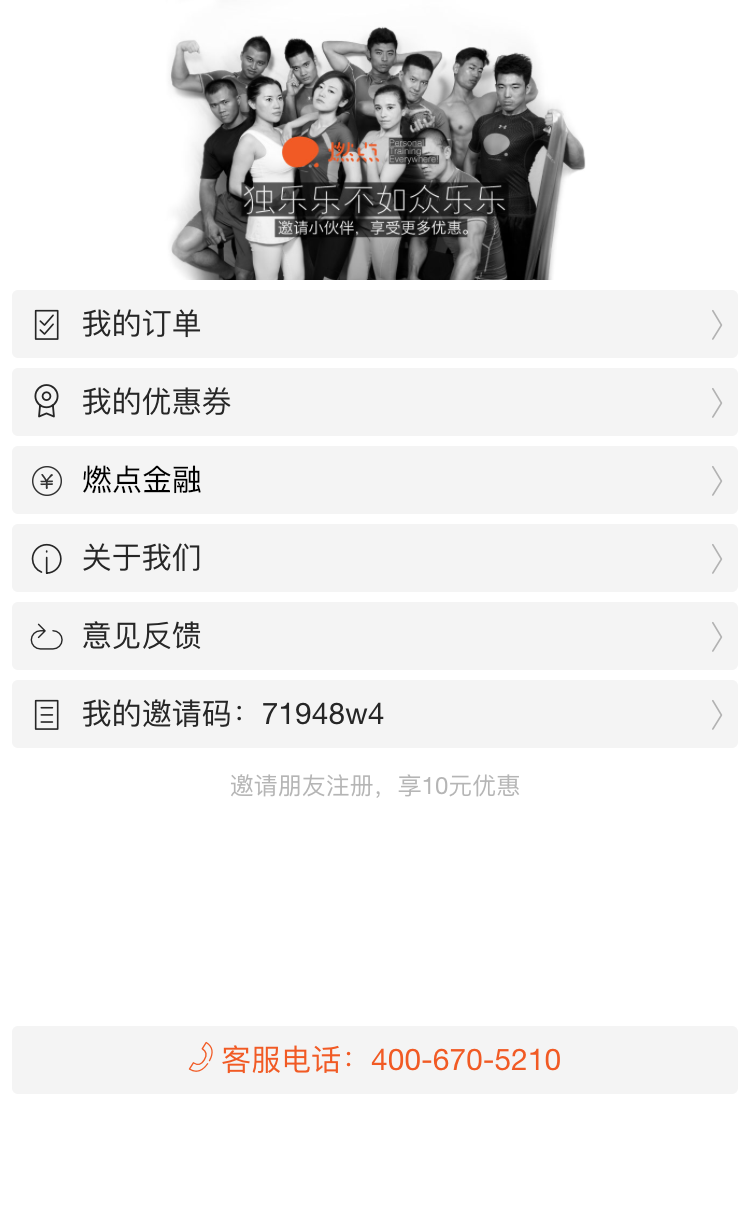 燃点
Personal
Training
Everywhere!
独乐乐不如众乐乐
邀请小伙伴，享受更多优惠。
我的订单
我的优惠券
燃点金融
关于我们
意见反馈
我的邀请码：71948w4
邀请朋友注册，享10元优惠
客服电话：400-670-5210